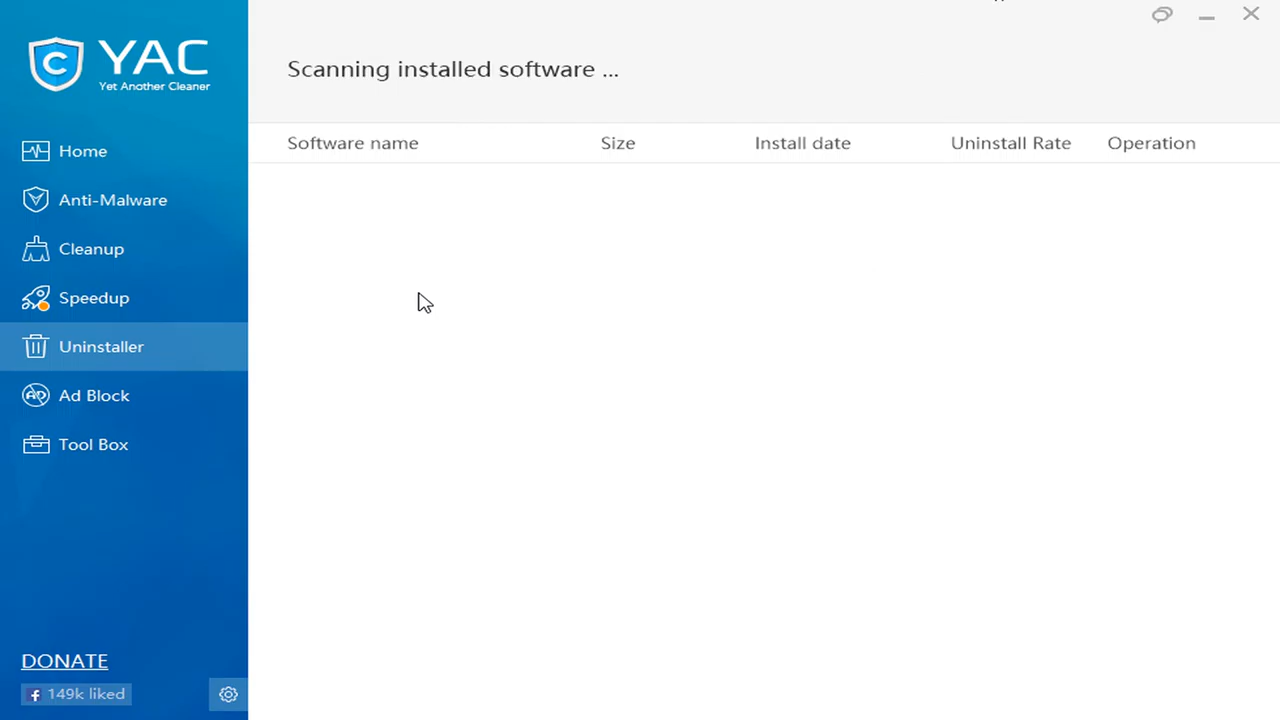 YAC
Yet Another Cleaner
Home
Anti-Malware
Cleanup
Speedup
Uninstaller
Ad Block
Tool Box
DONATE
149k liked
Scanning installed software ...
Software name Size Install date Uninstall Rate Operation